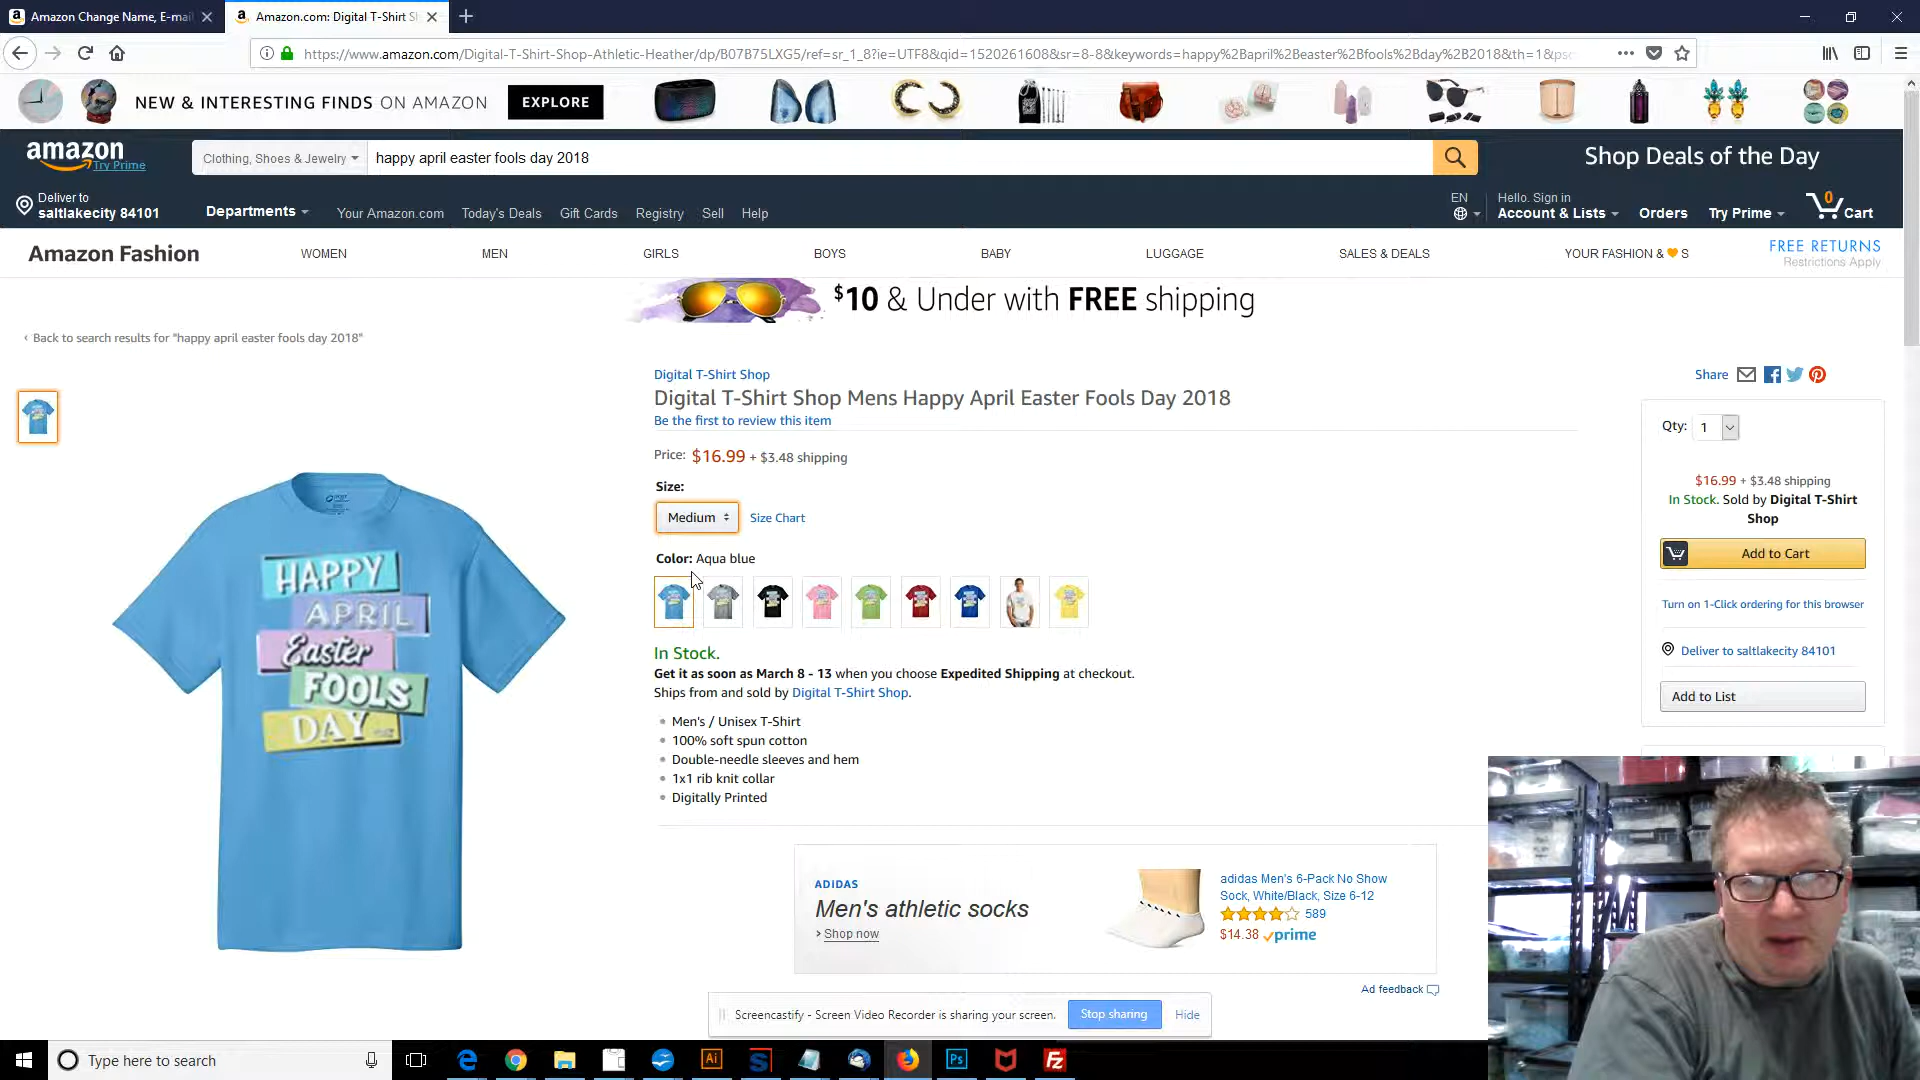 Amazon Change Name, E-mai
Amazon.com: Digital T-Shirt Sh
https://www.amazon.com/Digital-T-Shirt-Shop-Athletic-Heather/dp/B07B75LXG5/ref=sr_1_8?ie=UTF8&qid=1520261608&sr=8-8&keywords=happy%2Bapril%2Beaster%2Bfools%2Bday%2B2018&th=1&psc
NEW & INTERESTING FINDS ON AMAZON EXPLORE
amazon
Try Prime
Clothing, Shoes & Jewelry
happy april easter fools day 2018
Shop Deals of the Day
Deliver to
saltlakecity 84101
Departments
Your Amazon.com Today's Deals Gift Cards Registry Sell Help
EN
Hello. Sign in
Account & Lists
Orders
Try Prime
0
Cart
Amazon Fashion WOMEN MEN GIRLS BOYS BABY LUGGAGE SALES & DEALS YOUR FASHION & S
FREE RETURNS
Restrictions Apply
$10 & Under with FREE shipping
‹ Back to search results for "happy april easter fools day 2018"
Digital T-Shirt Shop
Digital T-Shirt Shop Mens Happy April Easter Fools Day 2018
Be the first to review this item
Price: $16.99 + $3.48 shipping
Size:
Medium Size Chart
Color: Aqua blue
In Stock.
Get it as soon as March 8 - 13 when you choose Expedited Shipping at checkout.
Ships from and sold by Digital T-Shirt Shop.
Men's / Unisex T-Shirt
100% soft spun cotton
Double-needle sleeves and hem
1x1 rib knit collar
Digitally Printed
HAPPY
APRIL
Easter
FOOLS
DAY
Share
Qty: 1
$16.99 + $3.48 shipping
In Stock. Sold by Digital T-Shirt
Shop
Add to Cart
Turn on 1-Click ordering for this browser
Deliver to saltlakecity 84101
Add to List
ADIDAS
Men's athletic socks
› Shop now
adidas Men's 6-Pack No Show
Sock, White/Black, Size 6-12
589
$14.38 prime
Ad feedback
Screencastify - Screen Video Recorder is sharing your screen. Stop sharing Hide
Type here to search
Ai
Ps
Fz